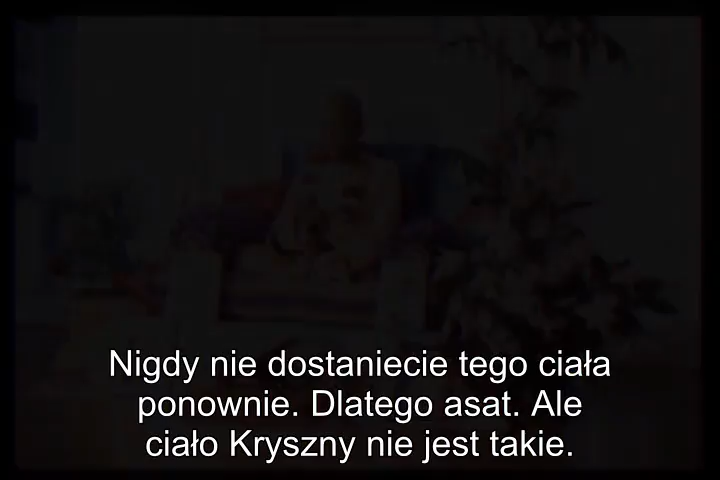 Nigdy nie dostaniecie tego ciała
ponownie. Dlatego asat. Ale
ciało Kryszny nie jest takie.